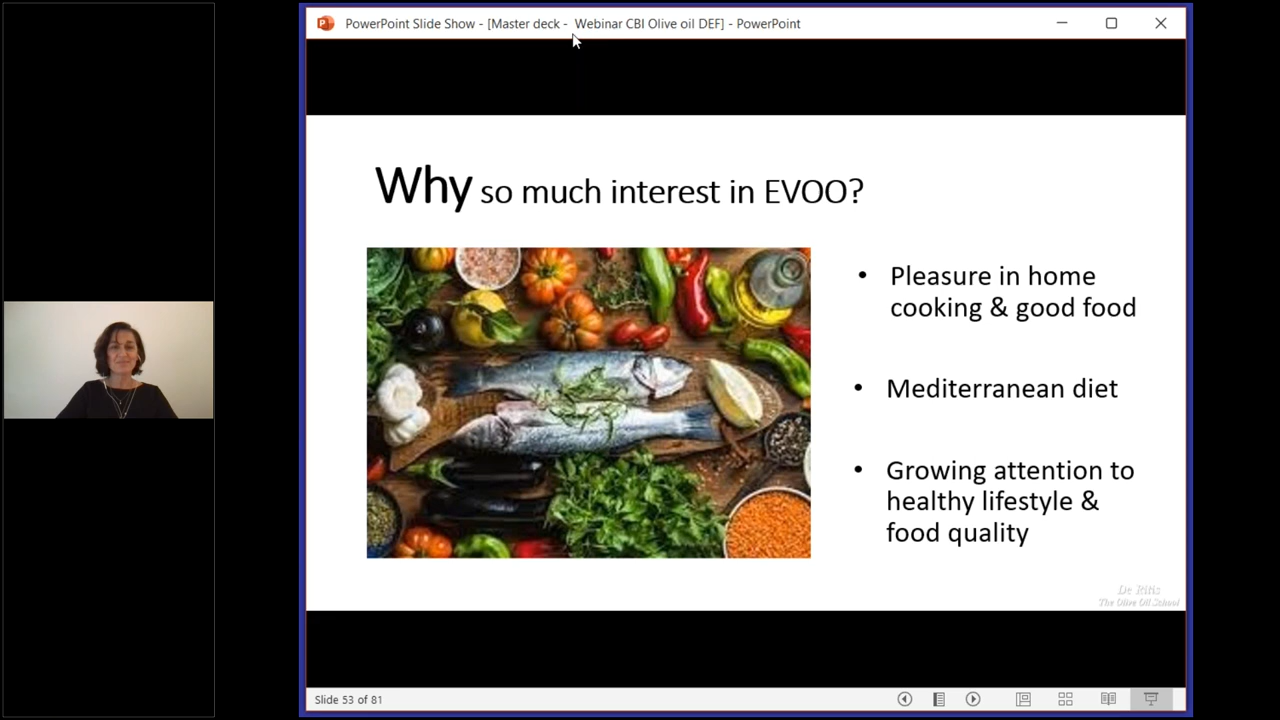 PowerPoint Slide Show - [Master deck -  Webinar CBI Olive oil DEF] - PowerPoint
Why so much interest in EVOO?
• Pleasure in home
cooking & good food
• Mediterranean diet
• Growing attention to
healthy lifestyle &
food quality
De Ritis
The Olive Oil School
Slide 53 of 81